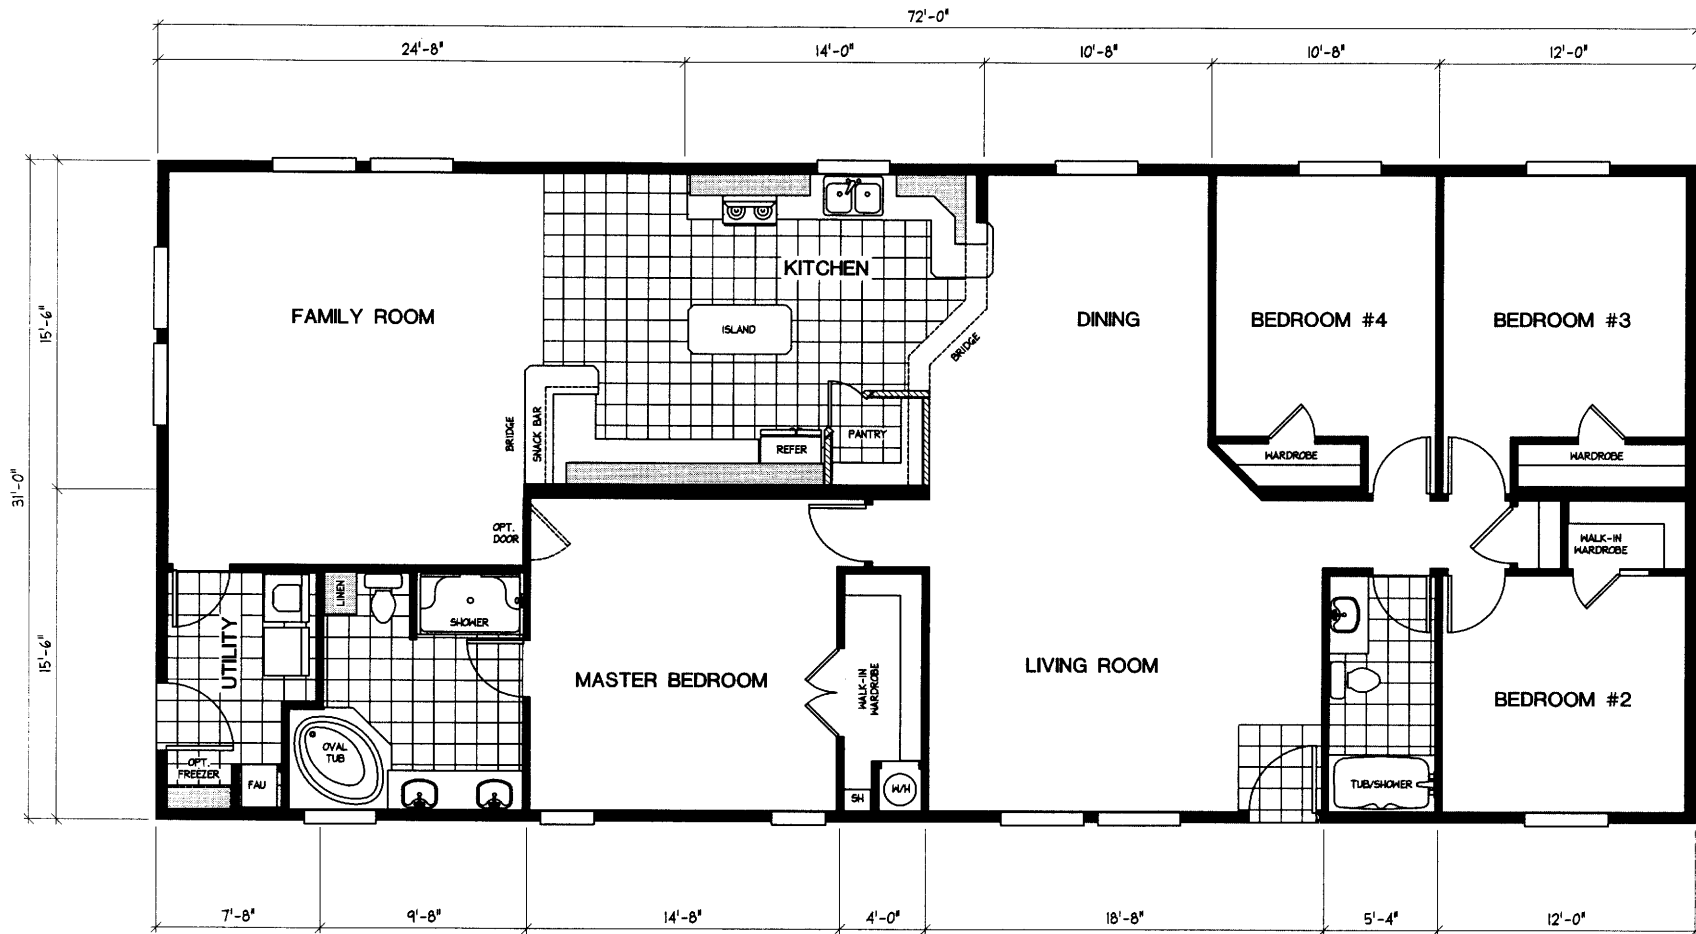 72'-0"
24'-8"
14'-0"
10'-8"
10'-8"
12'-0"
31'-0"
15'-6"
15'-6"
FAMILY ROOM
KITCHEN
ISLAND
BRIDGE
DINING
BEDROOM #4
BEDROOM #3
BRIDGE
SNACK BAR
REFER
PANTRY
WARDROBE
WARDROBE
OPT.
DOOR
WALK-IN
WARDROBE
LINEN
SHOWER
UTILITY
MASTER BEDROOM
WALK-IN
WARDROBE
LIVING ROOM
BEDROOM #2
OVAL
TUB
OPT.
FREEZER
FAU
SH
W/H
TUB/SHOWER
7'-8"
9'-8"
14'-8"
4'-0"
18'-8"
5'-4"
12'-0"